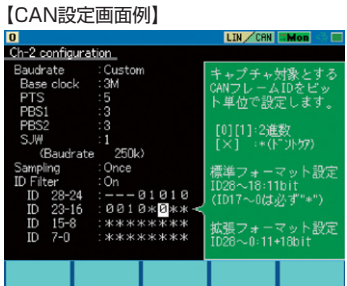 【CAN設定画面例】
0 LIN/CAN Mon
Ch-2 configuration
Baudrate :Custom
Base clock :3M
PTS :5
PBS1 :3
PBS2 :3
SJW :1
(Baudrate 250k)
Sampling :Once
ID Filter :On
ID 28-24 :---01010
ID 23-16 :0010*0**
ID 15-8 :********
ID 7-0 :********
キャプチャ対象とする
CANフレームIDをビッ
ト単位で設定します。
[0][1]:2進数
[×] :*(ドントケア)
標準フォーマット設定
ID28~18:11bit
(ID17~0は必ず"*")
拡張フォーマット設定
ID28~0:11+18bit